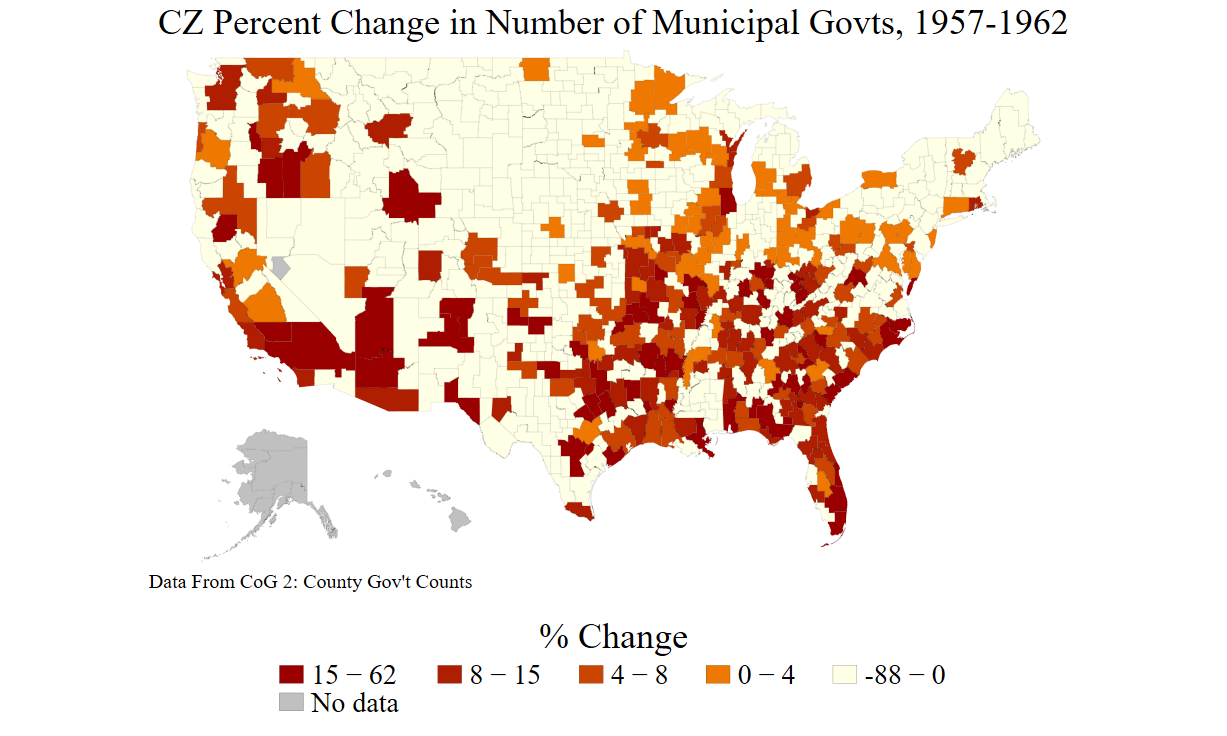 CZ Percent Change in Number of Municipal Govts, 1957-1962
Data From CoG 2: County Gov't Counts
% Change
15 − 62 8 − 15 4 − 8 0 − 4 -88 − 0
No data